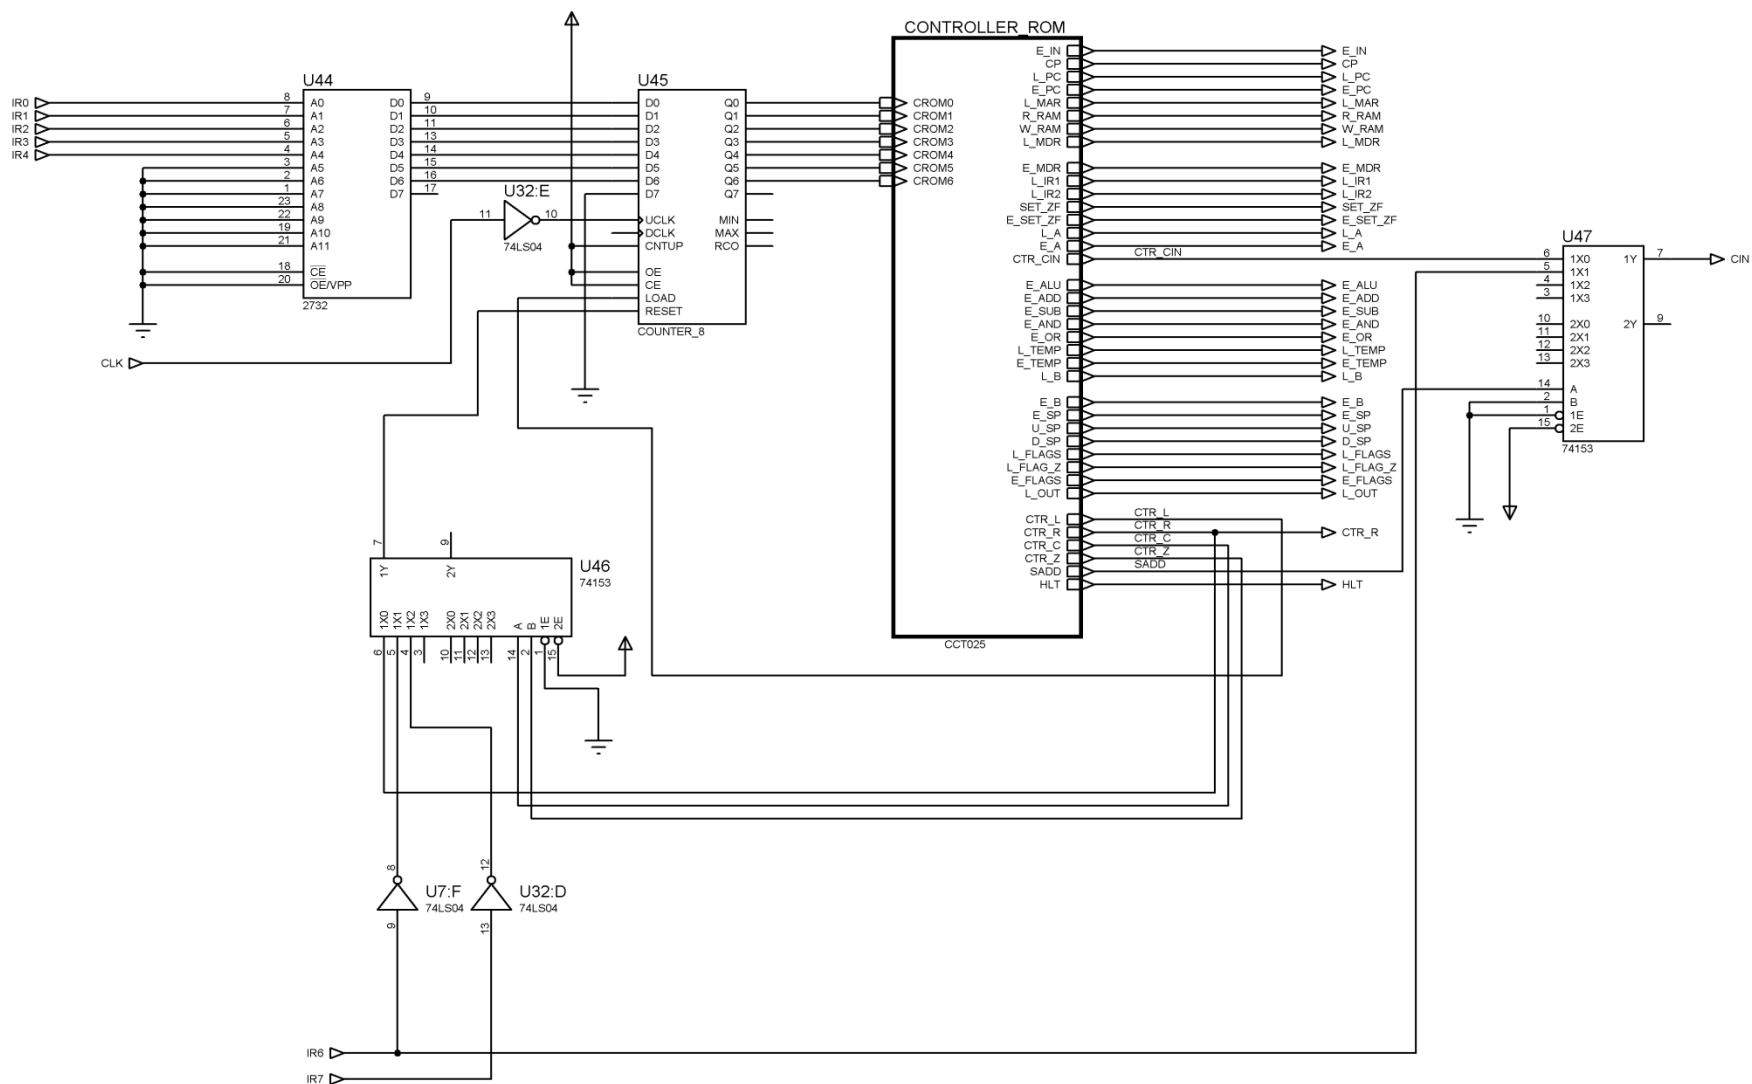 CONTROLLER_ROM
U44
IR0 8 A0 D0 9
IR1 7 A1 D1 10
IR2 6 A2 D2 11
IR3 5 A3 D3 13
IR4 4 A4 D4 14
3 A5 D5 15
2 A6 D6 16
1 A7 D7 17
23 A8
22 A9
19 A10
21 A11
18 CE
20 OE/VPP
2732
CLK
U32:E
11 10
74LS04
U45
D0 Q0
D1 Q1
D2 Q2
D3 Q3
D4 Q4
D5 Q5
D6 Q6
D7 Q7
UCLK MIN
DCLK MAX
CNTUP RCO
OE
CE
LOAD
RESET
COUNTER_8
CROM0
CROM1
CROM2
CROM3
CROM4
CROM5
CROM6
E_IN E_IN
CP CP
L_PC L_PC
E_PC E_PC
L_MAR L_MAR
R_RAM R_RAM
W_RAM W_RAM
L_MDR L_MDR
E_MDR E_MDR
L_IR1 L_IR1
L_IR2 L_IR2
SET_ZF SET_ZF
E_SET_ZF E_SET_ZF
L_A L_A
E_A E_A
CTR_CIN CTR_CIN
E_ALU E_ALU
E_ADD E_ADD
E_SUB E_SUB
E_AND E_AND
E_OR E_OR
L_TEMP L_TEMP
E_TEMP E_TEMP
L_B L_B
E_B E_B
E_SP E_SP
U_SP U_SP
D_SP D_SP
L_FLAGS L_FLAGS
L_FLAG_Z L_FLAG_Z
E_FLAGS E_FLAGS
L_OUT L_OUT
CTR_L CTR_L
CTR_R CTR_R CTR_R
CTR_C CTR_C
CTR_Z CTR_Z
SADD SADD
HLT HLT
CCT025
U47
6 1X0 1Y 7 CIN
5 1X1
4 1X2
3 1X3
10 2X0 2Y 9
11 2X1
12 2X2
13 2X3
14 A
2 B
1 1E
15 2E
74153
7 9
1Y 2Y
U46
74153
1X0 1X1 1X2 1X3 2X0 2X1 2X2 2X3 A B 1E 2E
6 5 4 3 10 11 12 13 14 2 1 15
8 12
U7:F U32:D
74LS04 74LS04
9 13
IR6
IR7